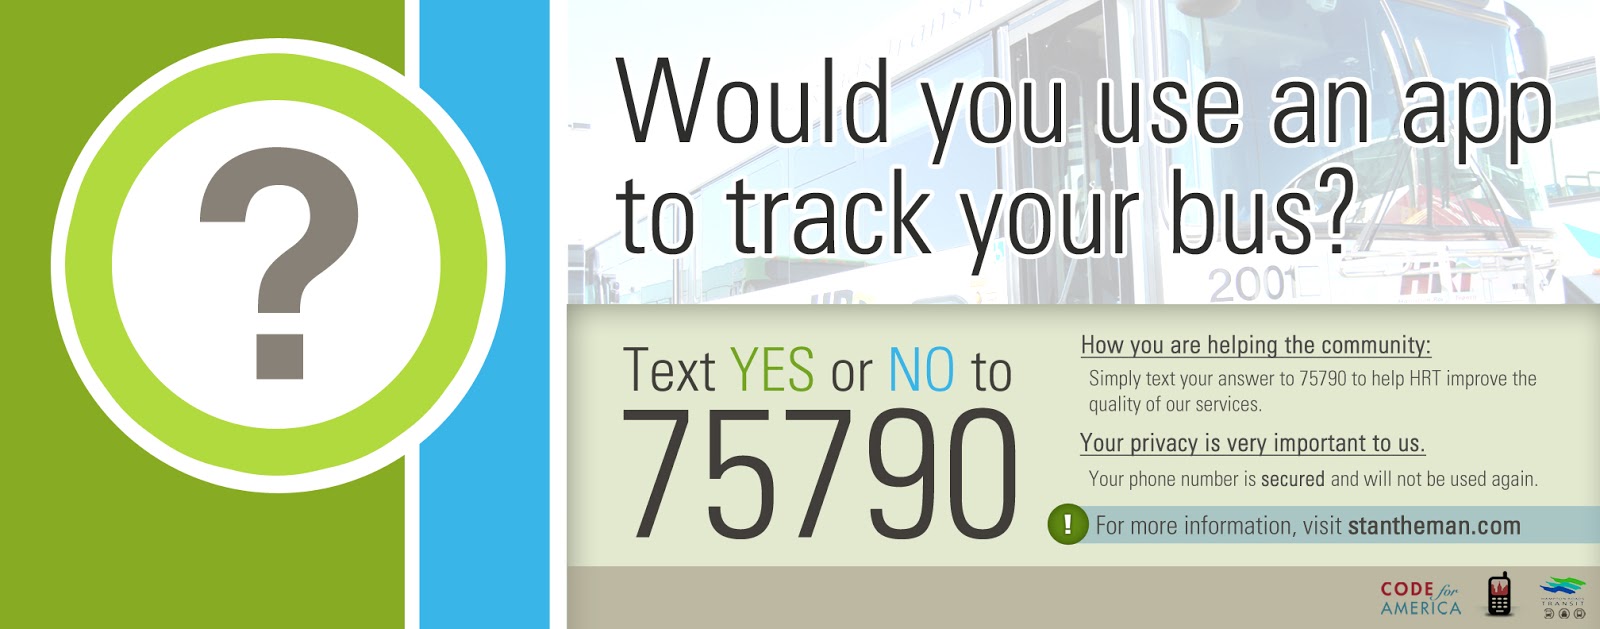 ?
Would you use an app
to track your bus?
2001
HRT
Text YES or NO to
75790
How you are helping the community:
Simply text your answer to 75790 to help HRT improve the
quality of our services.
Your privacy is very important to us.
Your phone number is secured and will not be used again.
! For more information, visit stantheman.com
CODE for
AMERICA
TRANSIT